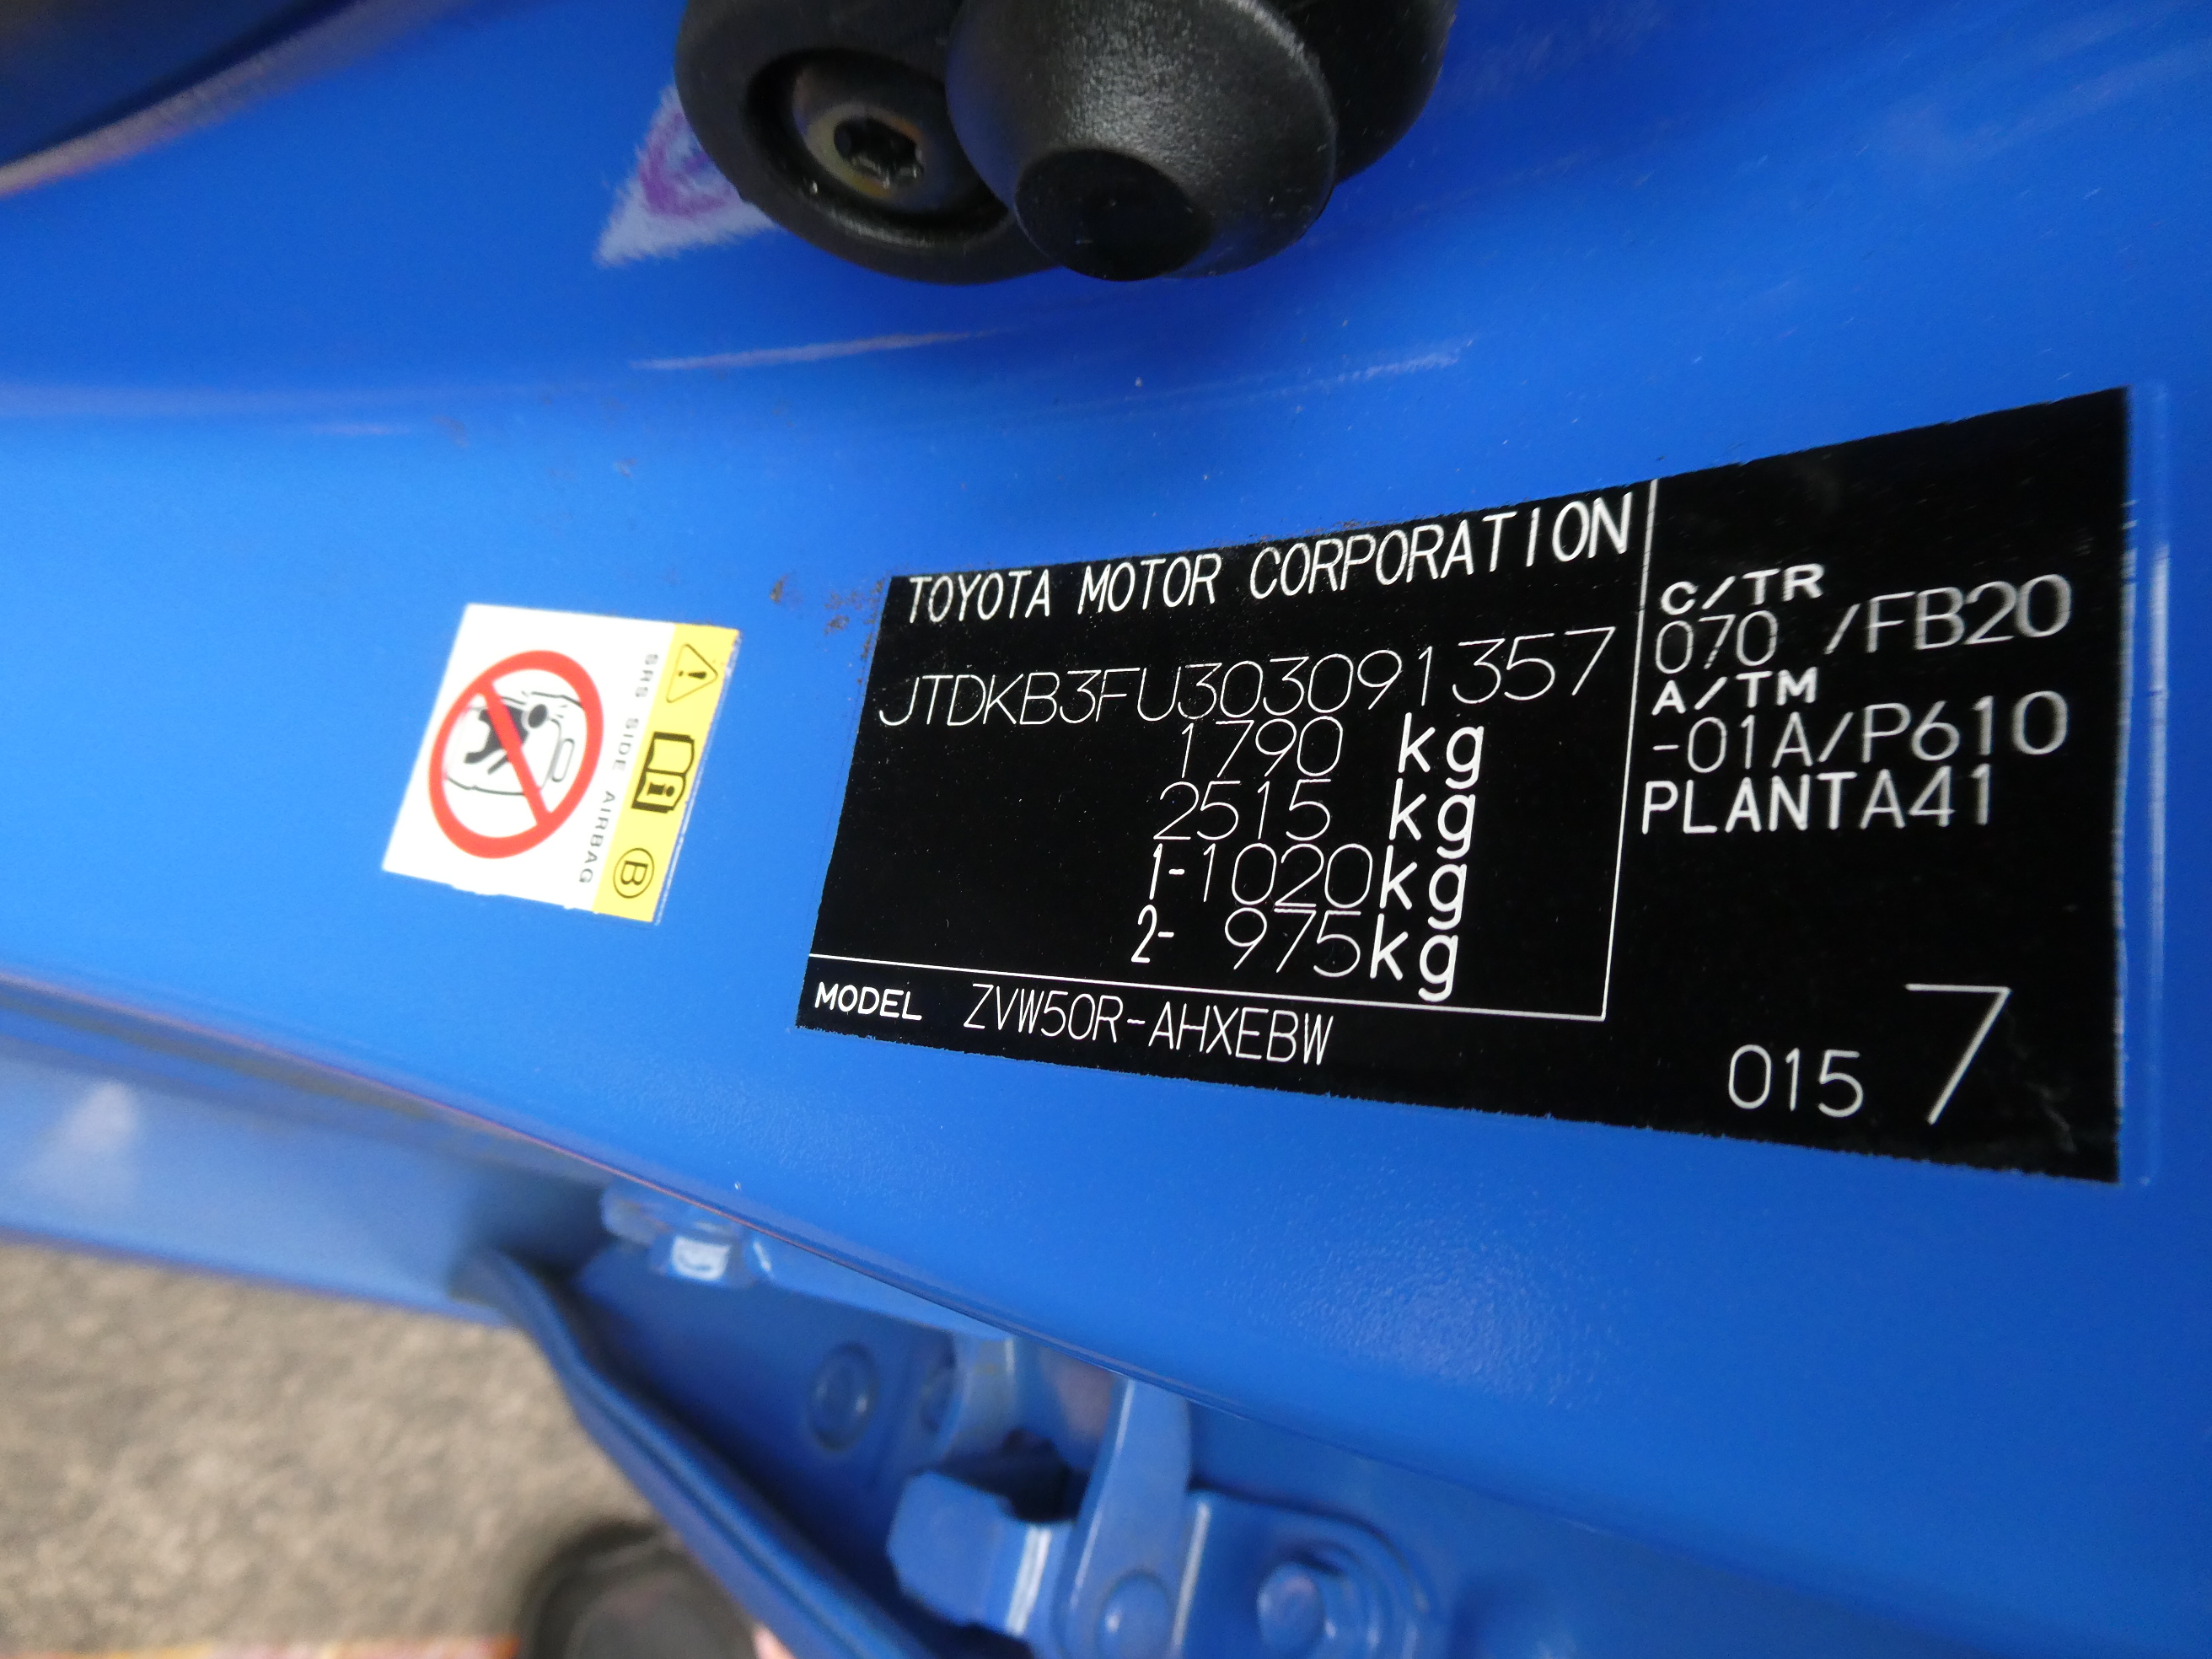 TOYOTA MOTOR CORPORATION
JTDKB3FU303091357
1790 kg
2515 kg
1-1020kg
2- 975kg
MODEL ZVW50R-AHXEBW
C/TR
070 /FB20
A/TM
-01A/P610
PLANTA41
015 7
SRS SIDE AIRBAG
B